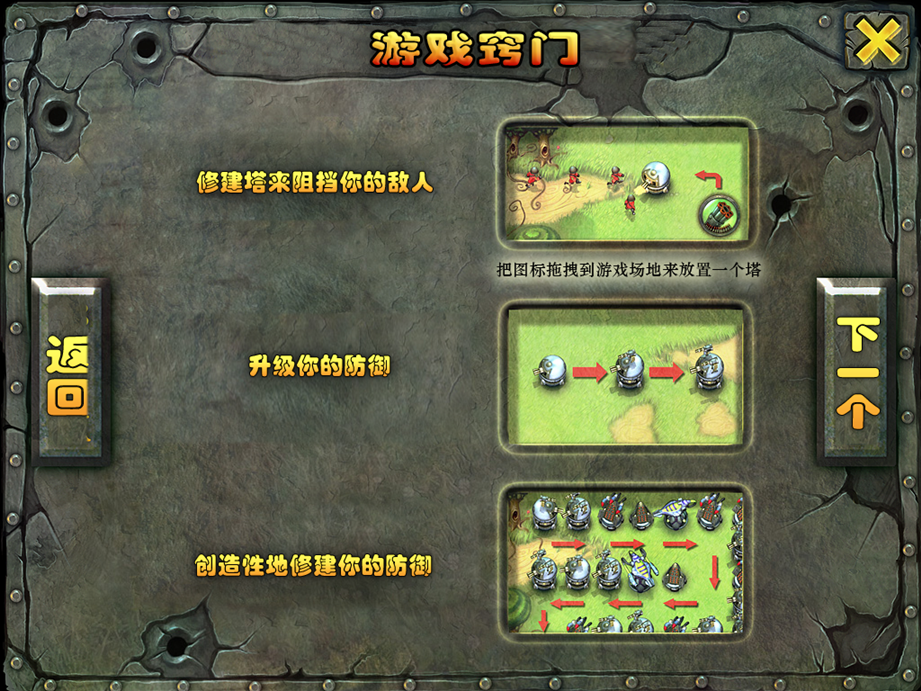 游戏窍门
修建塔来阻挡你的敌人
把图标拖拽到游戏场地来放置一个塔
返回
升级你的防御
下一个
创造性地修建你的防御